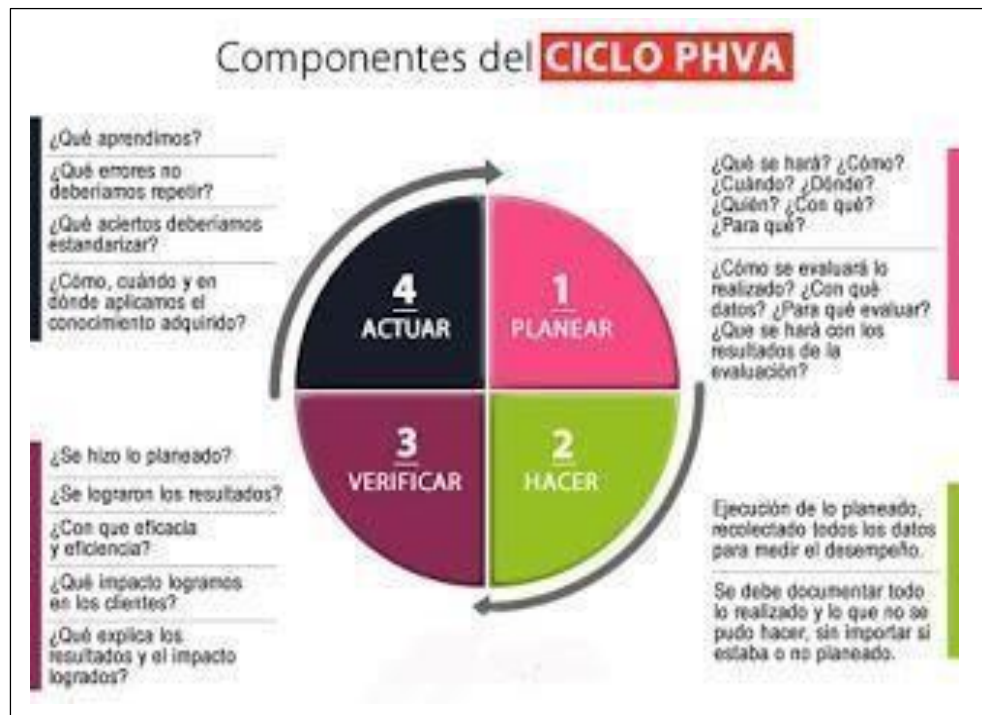 Componentes del CICLO PHVA
¿Qué aprendimos?
¿Qué errores no
deberiamos repetir?
¿Qué aciertos deberíamos
estandarizar?
¿Cómo, cuándo y en
dónde aplicamos el
conocimiento adquirido?
4
ACTUAR
1
PLANEAR
¿Qué se hará? ¿Cómo?
¿Cuándo? ¿Dónde?
¿Quién? ¿Con qué?
¿Para qué?
¿Cómo se evaluará lo
realizado? ¿Con qué
datos? ¿Para qué evaluar?
¿Que se hará con los
resultados de la
evaluación?
¿Se hizo lo planeado?
¿Se lograron los resultados?
¿Con que eficacia
y eficiencia?
¿Qué impacto logramos
en los clientes?
¿Qué explica los
resultados y el impacto
logrados?
3
VERIFICAR
2
HACER
Ejecución de lo planeado,
recolectado todos los datos
para medir el desempeño.
Se debe documentar todo
lo realizado y lo que no se
pudo hacer, sin importar si
estaba o no planeado.